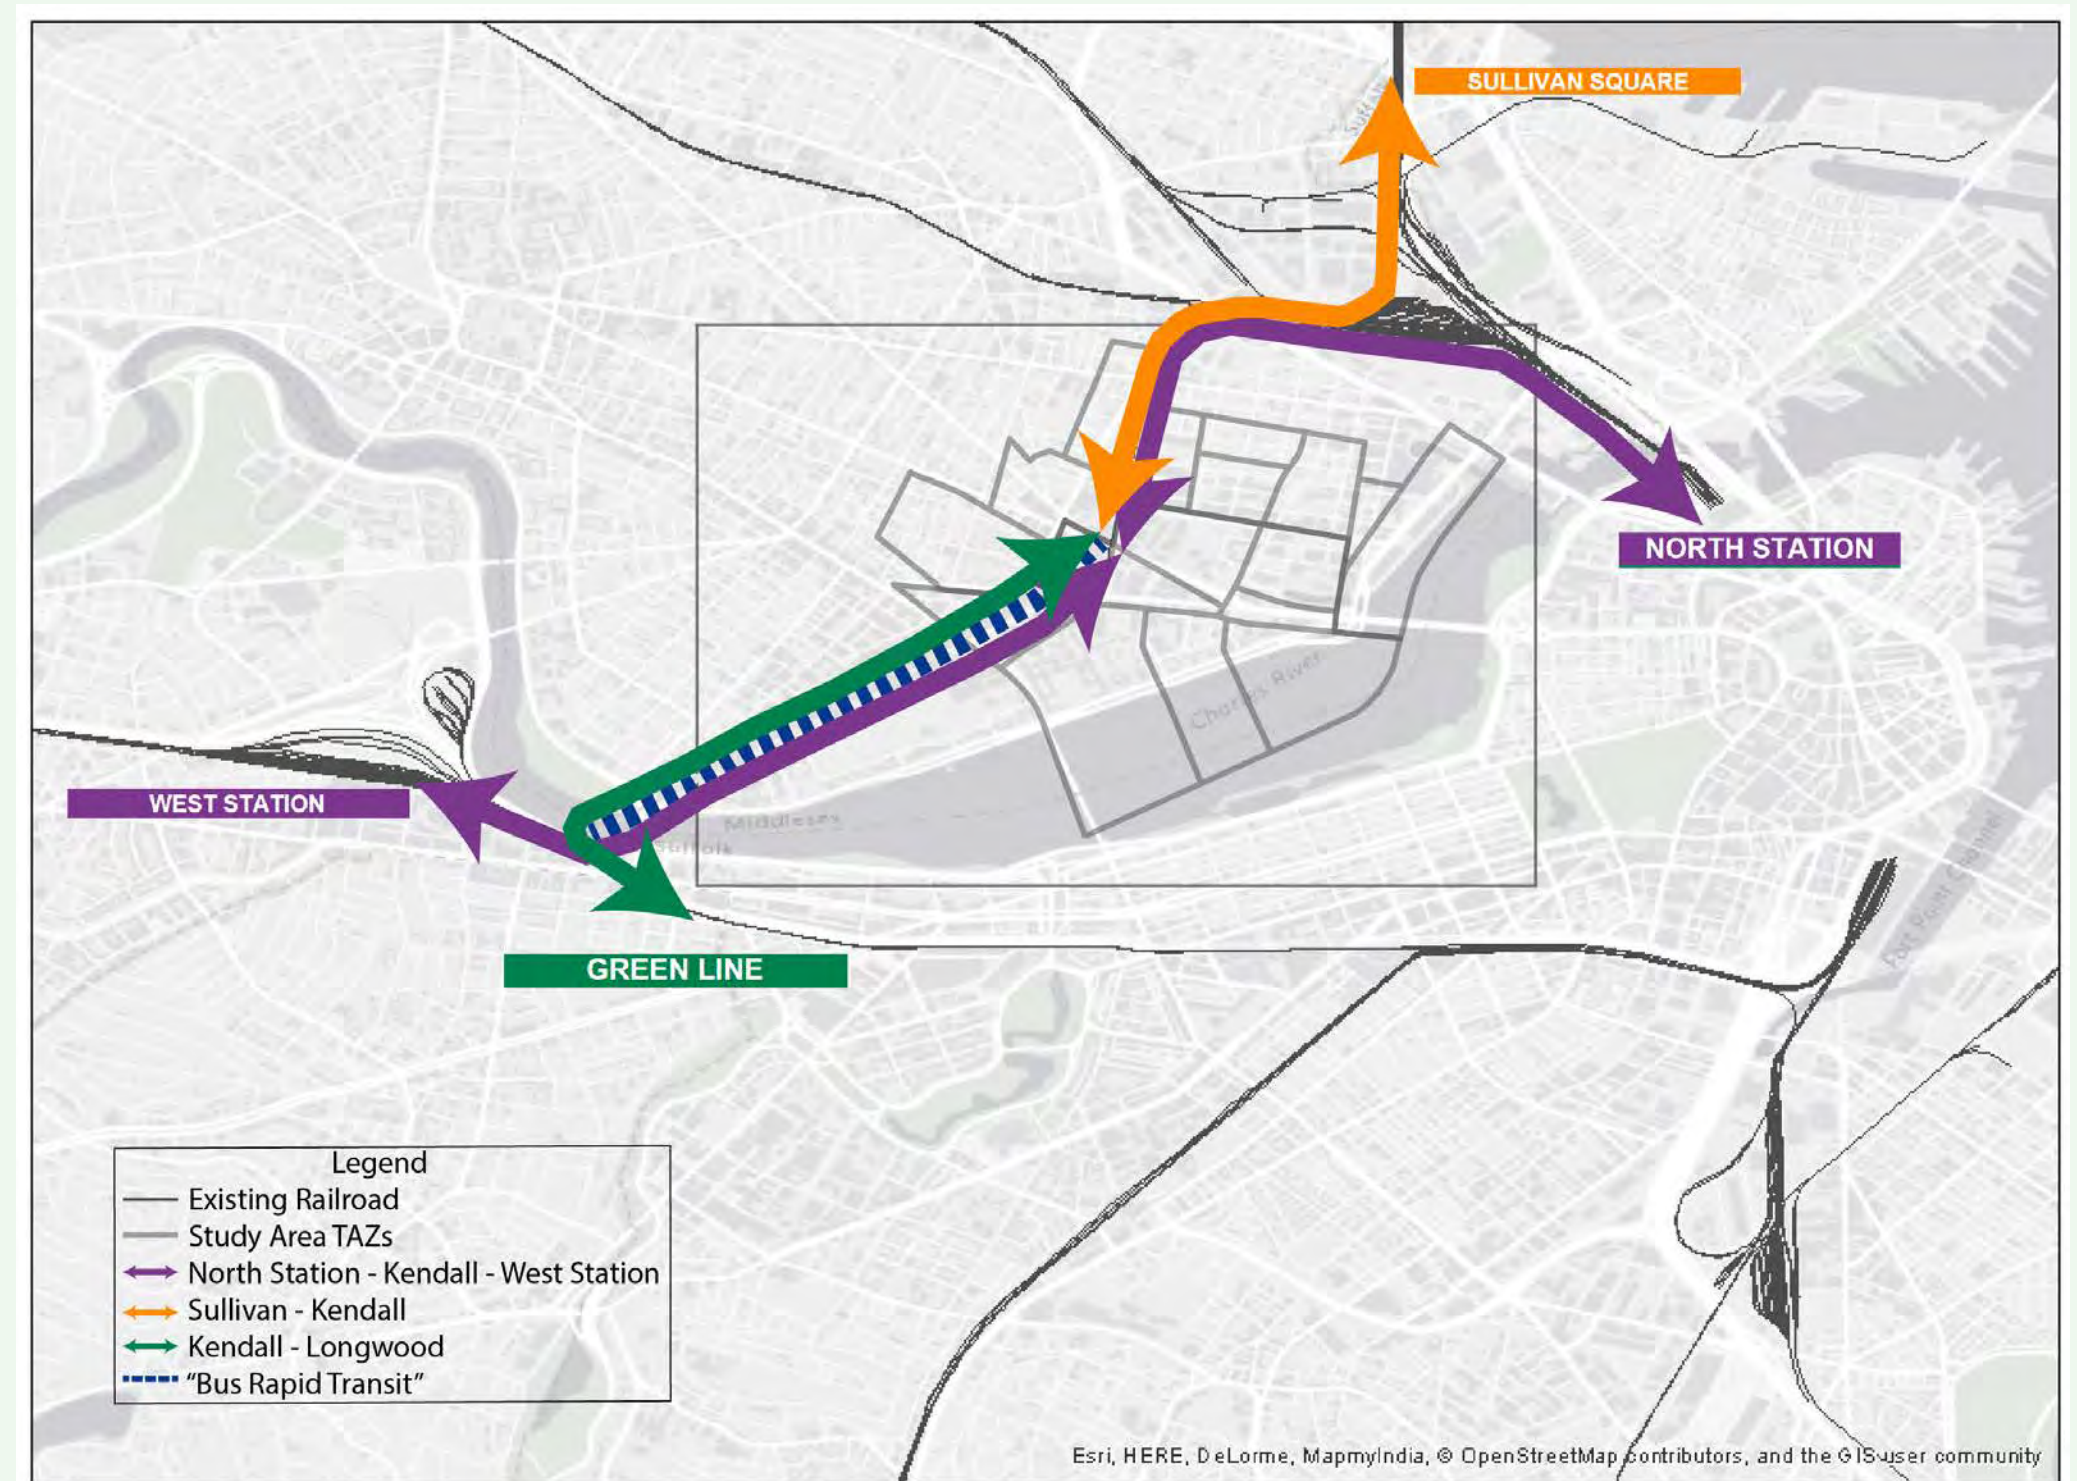 SULLIVAN SQUARE
NORTH STATION
Charles River
WEST STATION
Middlesex
Suffolk
GREEN LINE
Fort Point Channel
Legend
Existing Railroad
Study Area TAZs
North Station - Kendall - West Station
Sullivan - Kendall
Kendall - Longwood
“Bus Rapid Transit”
Esri, HERE, DeLorme, MapmyIndia, © OpenStreetMap contributors, and the GIS user community